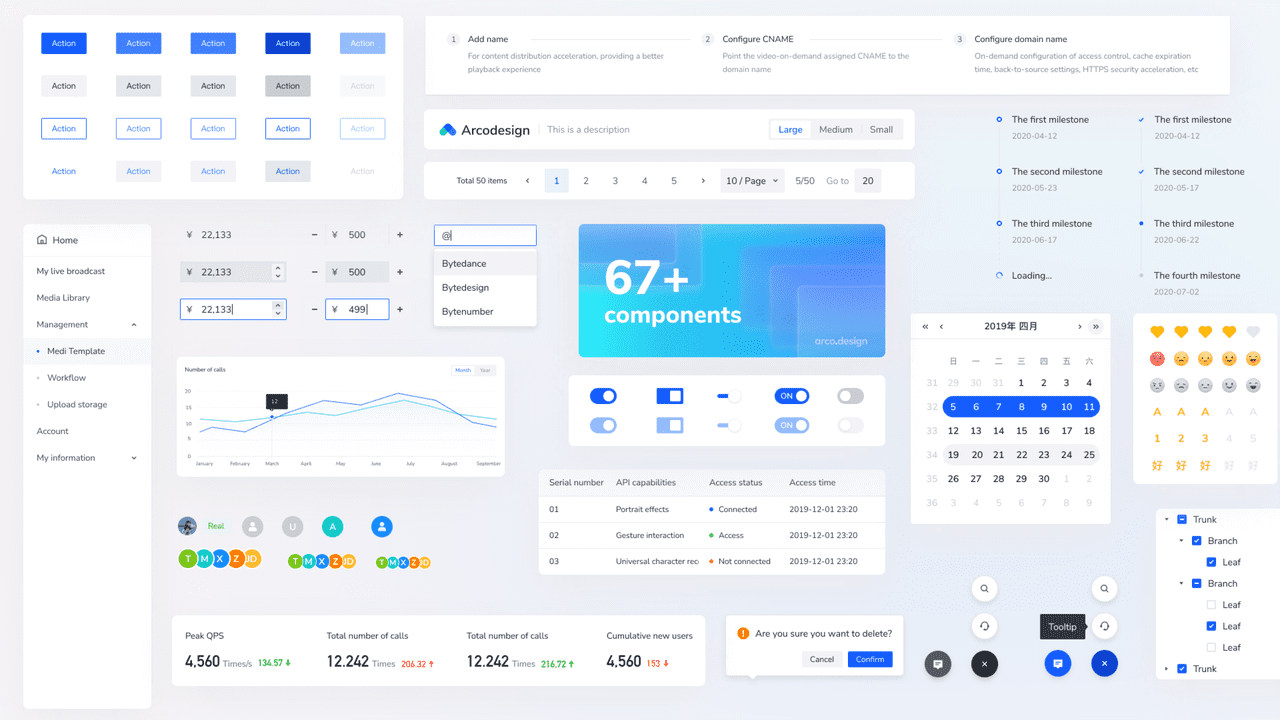 Action Action Action Action Action
Action Action Action Action Action
Action Action Action Action Action
Action Action Action Action Action
1 Add name
For content distribution acceleration, providing a better
playback experience
2 Configure CNAME
Point the video-on-demand assigned CNAME to the
domain name
3 Configure domain name
On-demand configuration of access control, cache expiration
time, back-to-source settings, HTTPS security acceleration, etc
Arcodesign This is a description
Large Medium Small
Total 50 items 1 2 3 4 5 10 / Page 5/50 Go to 20
The first milestone
2020-04-12
The second milestone
2020-05-23
The third milestone
2020-06-17
Loading...
The first milestone
2020-04-12
The second milestone
2020-05-17
The third milestone
2020-06-22
The fourth milestone
2020-07-02
Home
My live broadcast
Media Library
Management
Medi Template
Workflow
Upload storage
Account
My information
¥ 22,133 − ¥ 500 +
¥ 22,133 − ¥ 500 +
¥ 22,133 − ¥ 499 +
@
Bytedance
Bytedesign
Bytenumber
67+
components
arco.design
Number of calls
Month Year
20
15
10
5
0
12
January February March April May June July August September
ON
ON
« ‹ 2019年 四月 › »
日 一 二 三 四 五 六
31 29 30 31 1 2 3 4
32 5 6 7 8 9 10 11
33 12 13 14 15 16 17 18
34 19 20 21 22 23 24 25
35 26 27 28 29 30 1 2
36 3 4 5 6 7 8 9
A A A A A
1 2 3 4 5
好 好 好 好 好
Serial number API capabilities Access status Access time
01 Portrait effects Connected 2019-12-01 23:20
02 Gesture interaction Access 2019-12-01 23:20
03 Universal character rec Not connected 2019-12-01 23:20
Real U A
T M X Z JD
T M X Z JD
T M X Z JD
Trunk
Branch
Leaf
Branch
Leaf
Leaf
Leaf
Trunk
Peak QPS
4,560 Times/s 134.57
Total number of calls
12.242 Times 206.32
Total number of calls
12.242 Times 216.72
Cumulative new users
4,560 153
Are you sure you want to delete?
Cancel Confirm
Tooltip